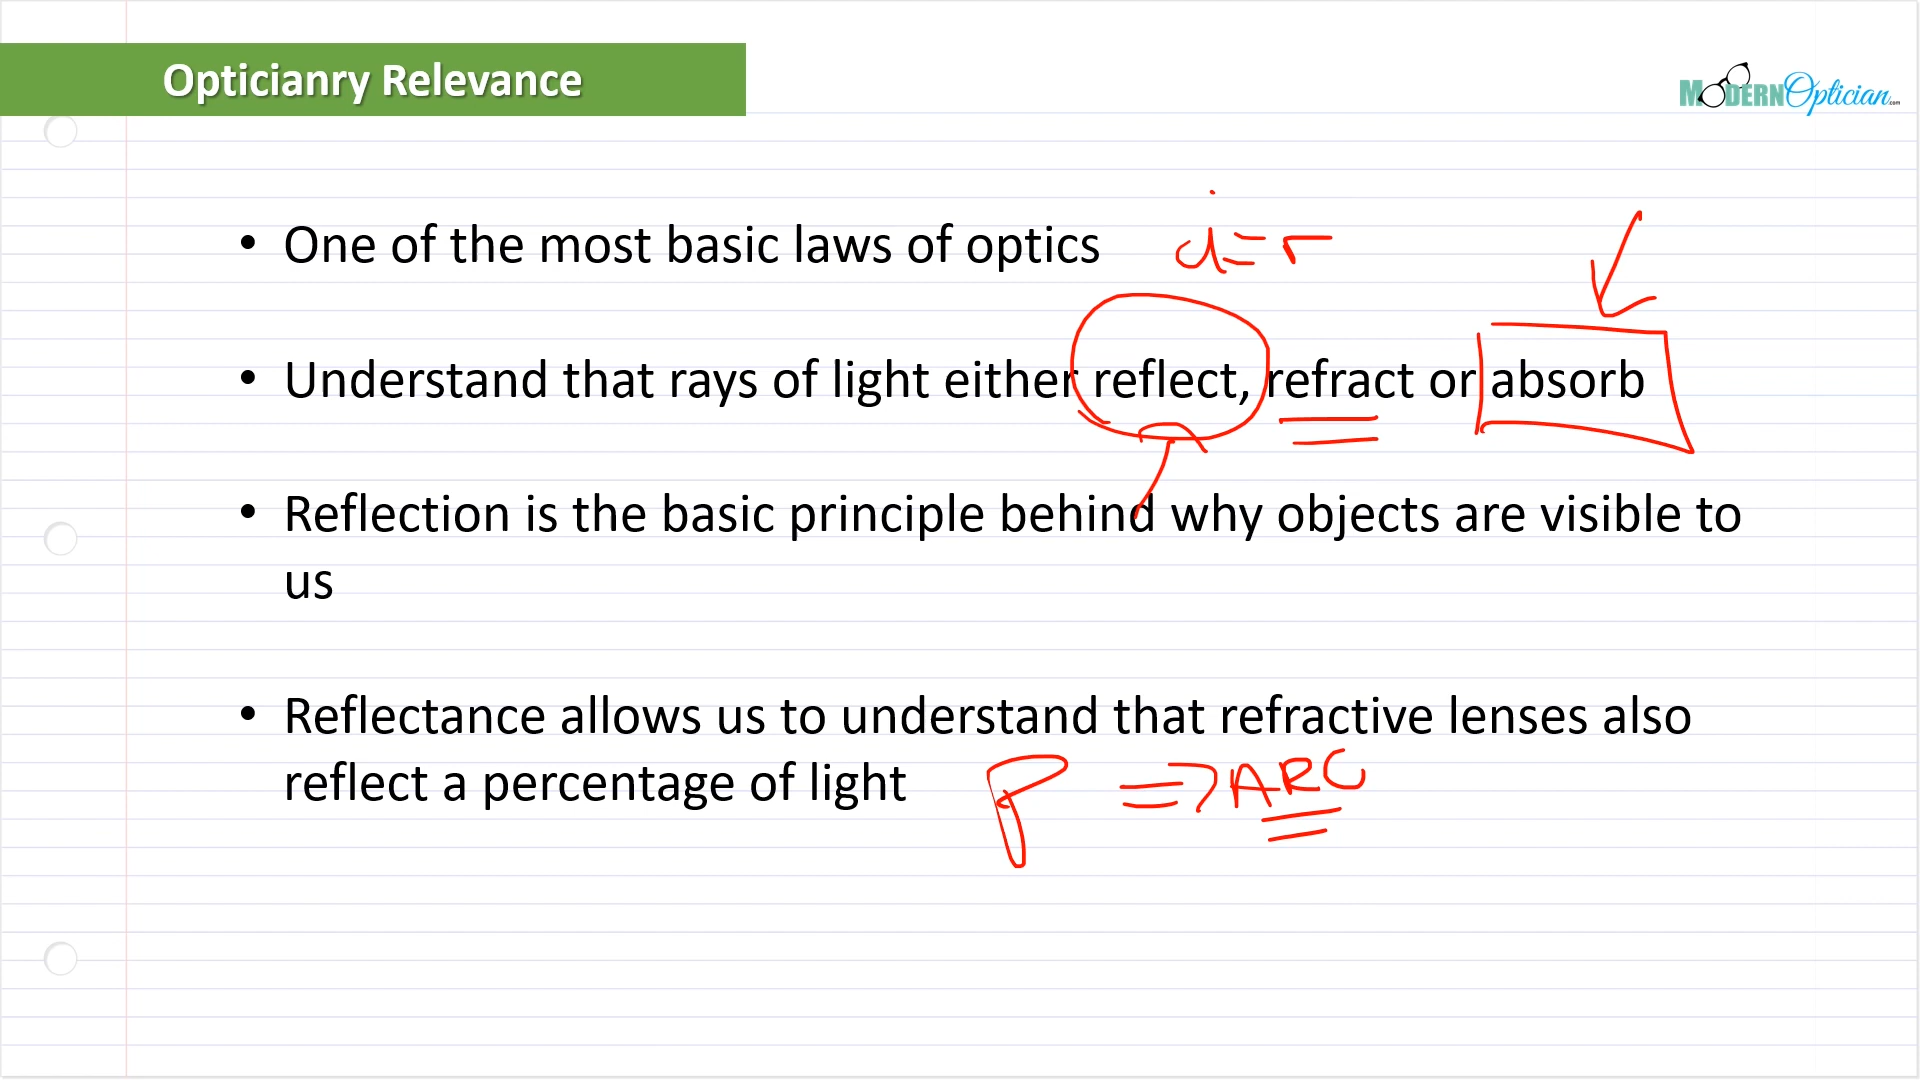 Opticianry Relevance
MODERNOptician.com
• One of the most basic laws of optics i=r
• Understand that rays of light either reflect, refract or absorb
• Reflection is the basic principle behind why objects are visible to
us
• Reflectance allows us to understand that refractive lenses also
reflect a percentage of light ρ ⇒ ARC